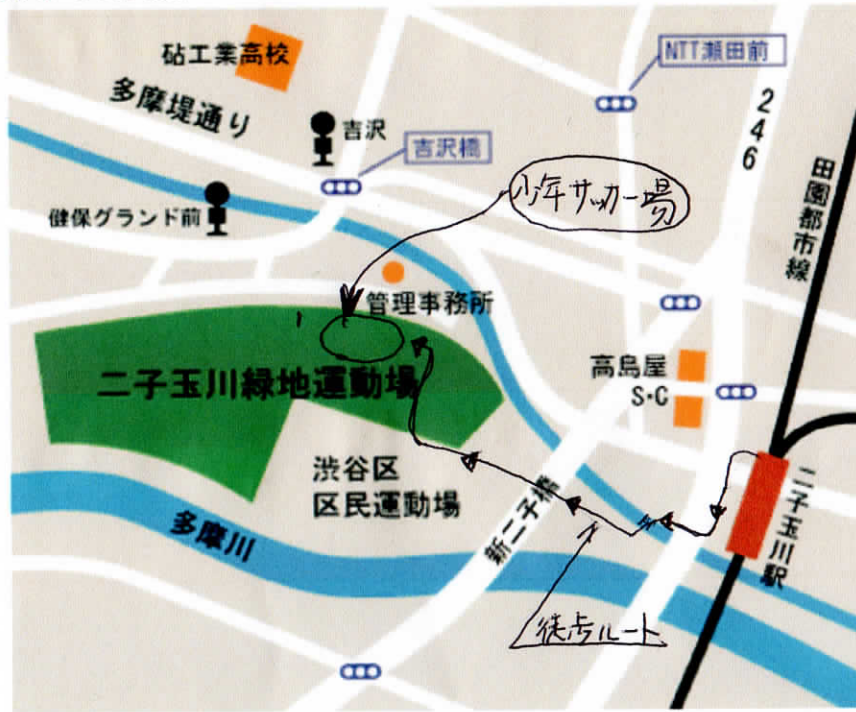 砧工業高校
NTT瀬田前
多摩堤通り
246
吉沢
吉沢橋
田園都市線
少年サッカー場
健保グランド前
管理事務所
高島屋
S・C
二子玉川緑地運動場
渋谷区
区民運動場
二子玉川駅
新二子橋
多摩川
徒歩ルート